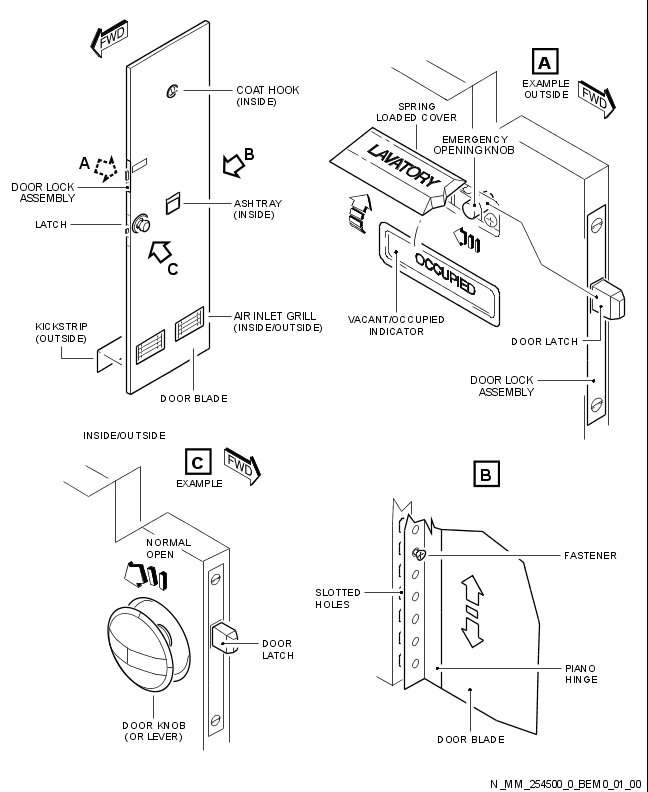 FWD
COAT HOOK
(INSIDE)
A
B
DOOR LOCK
ASSEMBLY
ASHTRAY
(INSIDE)
LATCH
C
AIR INLET GRILL
(INSIDE/OUTSIDE)
KICKSTRIP
(OUTSIDE)
DOOR BLADE
A
EXAMPLE
OUTSIDE
FWD
SPRING
LOADED COVER
EMERGENCY
OPENING KNOB
LAVATORY
OCCUPIED
VACANT/OCCUPIED
INDICATOR
DOOR LATCH
DOOR LOCK
ASSEMBLY
INSIDE/OUTSIDE
C
EXAMPLE
FWD
NORMAL
OPEN
DOOR
LATCH
DOOR KNOB
(OR LEVER)
B
FASTENER
SLOTTED
HOLES
PIANO
HINGE
DOOR BLADE
N_MM_254500_0_BEM0_01_00